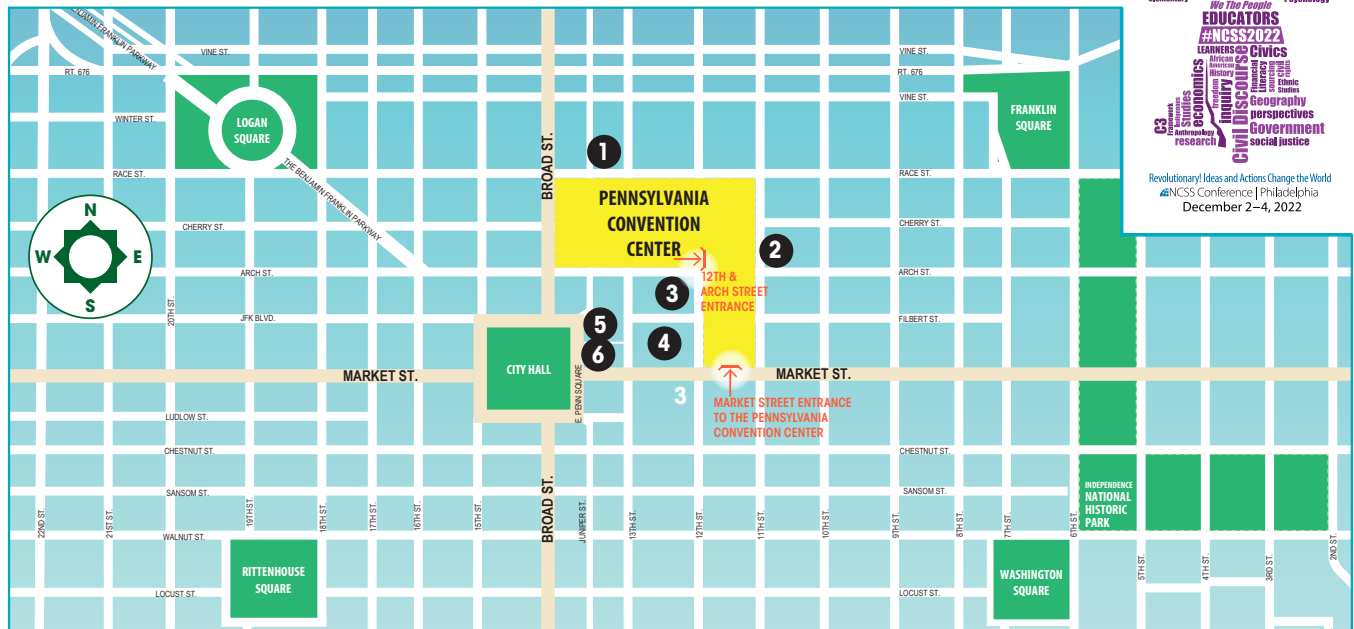 BENJAMIN FRANKLIN PARKWAY
VINE ST.
RT. 676
WINTER ST.
LOGAN
SQUARE
RACE ST.
THE BENJAMIN FRANKLIN PARKWAY
CHERRY ST.
ARCH ST.
20TH ST.
JFK BLVD.
N
W
E
S
BROAD ST.
1
PENNSYLVANIA
CONVENTION
CENTER
2
12TH &
ARCH STREET
ENTRANCE
3
4
5
6
CITY HALL
E. PENN SQUARE
MARKET ST.
MARKET ST.
3
MARKET STREET ENTRANCE
TO THE PENNSYLVANIA
CONVENTION CENTER
VINE ST.
RT. 676
VINE ST.
FRANKLIN
SQUARE
RACE ST.
CHERRY ST.
ARCH ST.
FILBERT ST.
LUDLOW ST.
CHESTNUT ST.
CHESTNUT ST.
SANSOM ST.
SANSOM ST.
WALNUT ST.
LOCUST ST.
LOCUST ST.
22ND ST.
21ST ST.
19TH ST.
18TH ST.
17TH ST.
16TH ST.
15TH ST.
BROAD ST.
JUNIPER ST.
13TH ST.
12TH ST.
11TH ST.
10TH ST.
9TH ST.
8TH ST.
7TH ST.
6TH ST.
5TH ST.
4TH ST.
3RD ST.
2ND ST.
INDEPENDENCE
NATIONAL
HISTORIC
PARK
RITTENHOUSE
SQUARE
WASHINGTON
SQUARE
We The People
EDUCATORS
#NCSS2022
LEARNERS
Civics
African
American
History
freedom
inquiry
economics
Studies
Indigenous
C3
Framework
Anthropology
research
Civil Discourse
Financial
Literacy
sourcing
civil
rights
Ethnic
Studies
Geography
perspectives
Government
social justice
Revolutionary! Ideas and Actions Change the World
NCSS Conference | Philadelphia
December 2–4, 2022